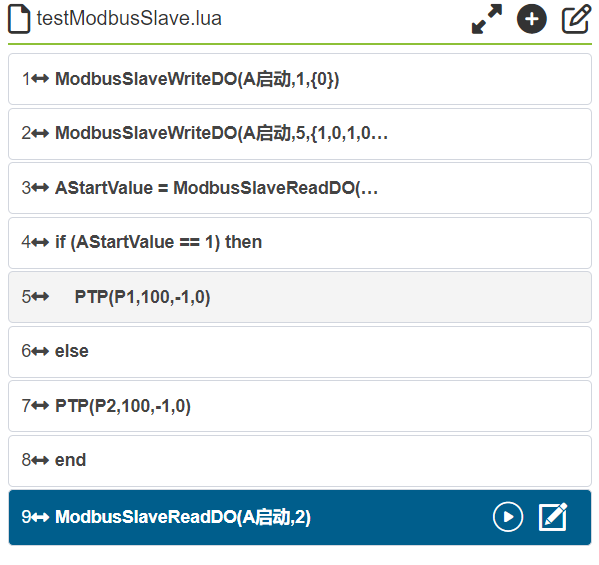 testModbusSlave.lua
1 ModbusSlaveWriteDO(A启动,1,{0})
2 ModbusSlaveWriteDO(A启动,5,{1,0,1,0…
3 AStartValue = ModbusSlaveReadDO(…
4 if (AStartValue == 1) then
5 PTP(P1,100,-1,0)
6 else
7 PTP(P2,100,-1,0)
8 end
9 ModbusSlaveReadDO(A启动,2)